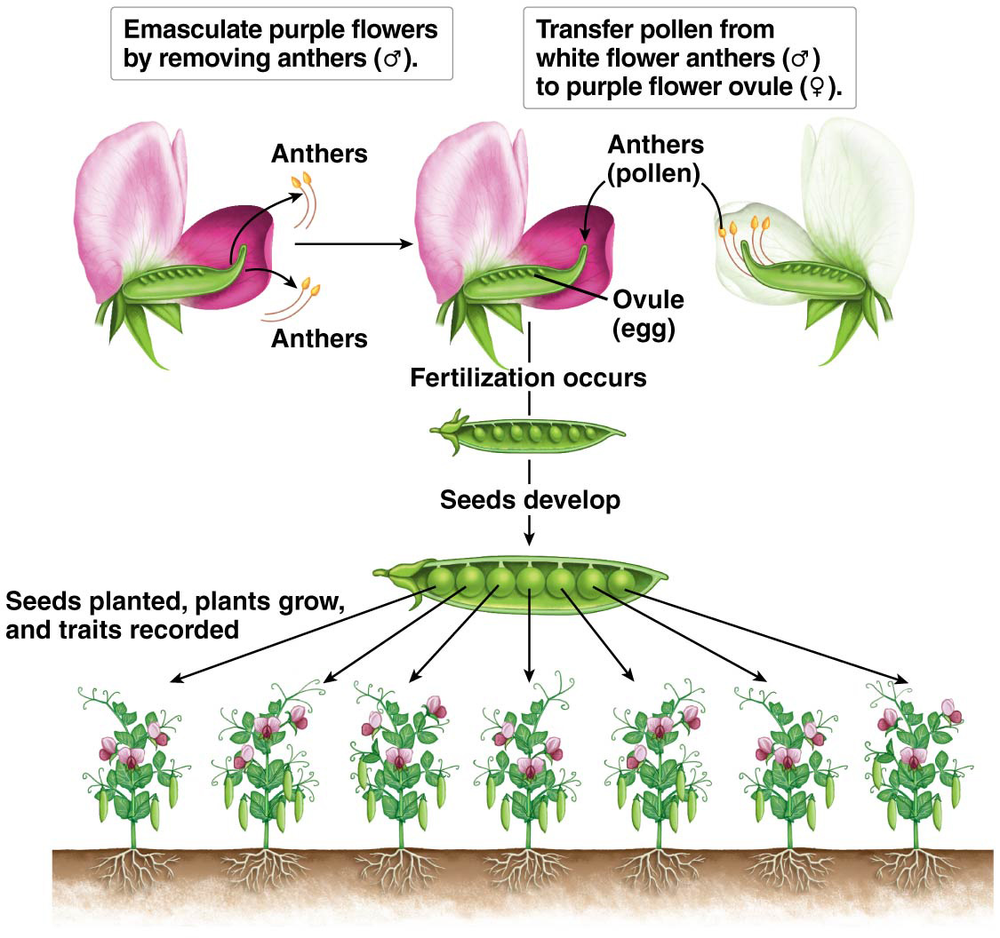 Emasculate purple flowers
by removing anthers (♂).
Transfer pollen from
white flower anthers (♂)
to purple flower ovule (♀).
Anthers
Anthers
(pollen)
Ovule
(egg)
Anthers
Fertilization occurs
Seeds develop
Seeds planted, plants grow,
and traits recorded